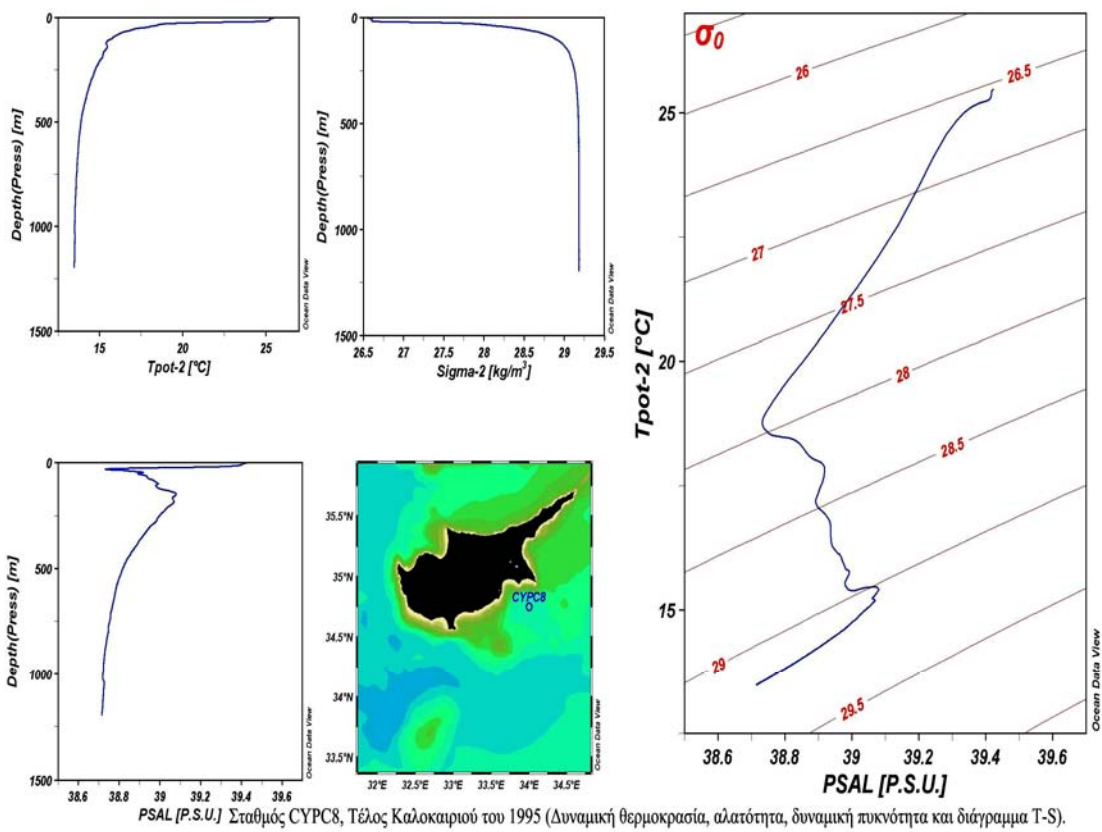 0
500
1000
1500
Depth(Press) [m]
15
20
25
Tpot-2 [°C]
Ocean Data View
0
500
1000
1500
Depth(Press) [m]
26.5
27
27.5
28
28.5
29
29.5
Sigma-2 [kg/m³]
Ocean Data View
σ0
26
26.5
27
27.5
28
28.5
29
29.5
25
20
15
Tpot-2 [°C]
38.6
38.8
39
39.2
39.4
39.6
PSAL [P.S.U.]
Ocean Data View
0
500
1000
1500
Depth(Press) [m]
38.6
38.8
39
39.2
39.4
39.6
PSAL [P.S.U.]
Ocean Data View
35.5°N
35°N
34.5°N
34°N
33.5°N
CYPC8
32°E
32.5°E
33°E
33.5°E
34°E
34.5°E
Ocean Data View
Σταθμός CYPC8, Τέλος Καλοκαιριού του 1995 (Δυναμική θερμοκρασία, αλατότητα, δυναμική πυκνότητα και διάγραμμα T-S).